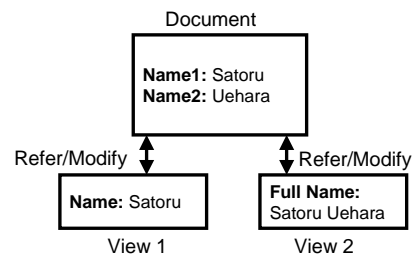 Document
Name1: Satoru
Name2: Uehara
Refer/Modify
Refer/Modify
Name: Satoru
Full Name:
Satoru Uehara
View 1
View 2